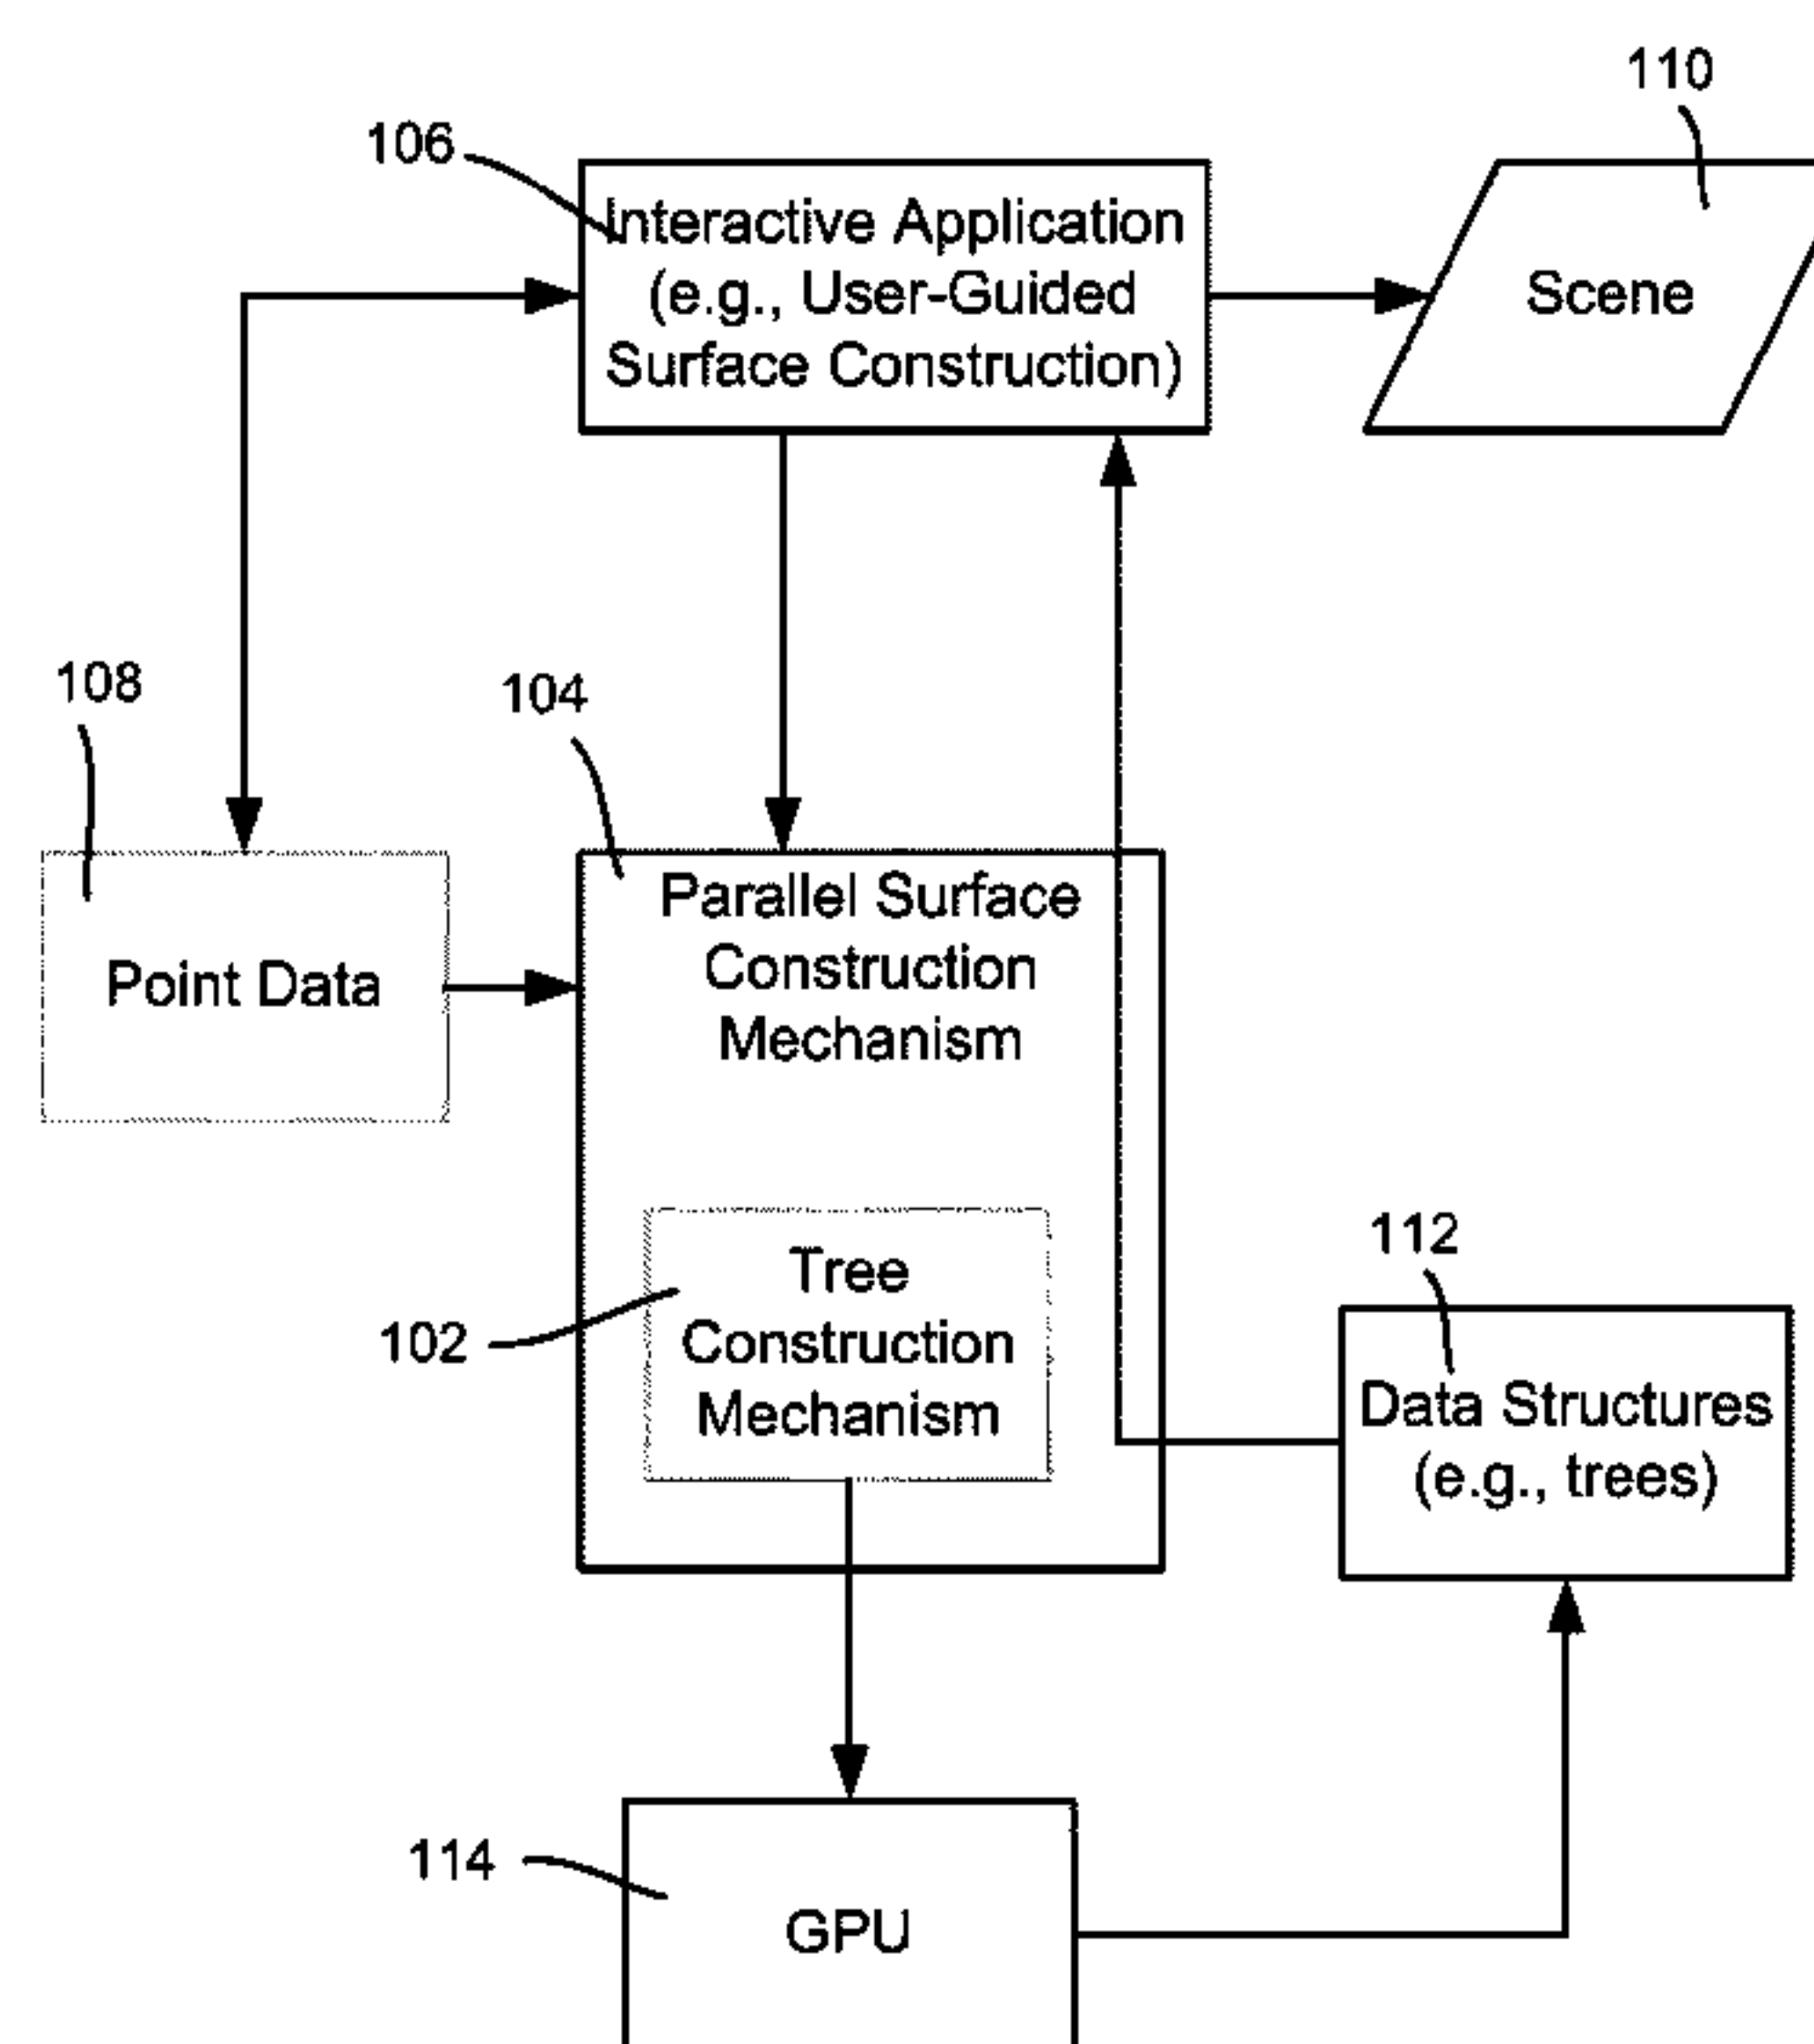 110
106
Interactive Application
(e.g., User-Guided
Surface Construction)
Scene
108
104
Parallel Surface
Construction
Mechanism
Point Data
112
Tree
Construction
Mechanism
102
Data Structures
(e.g., trees)
114
GPU